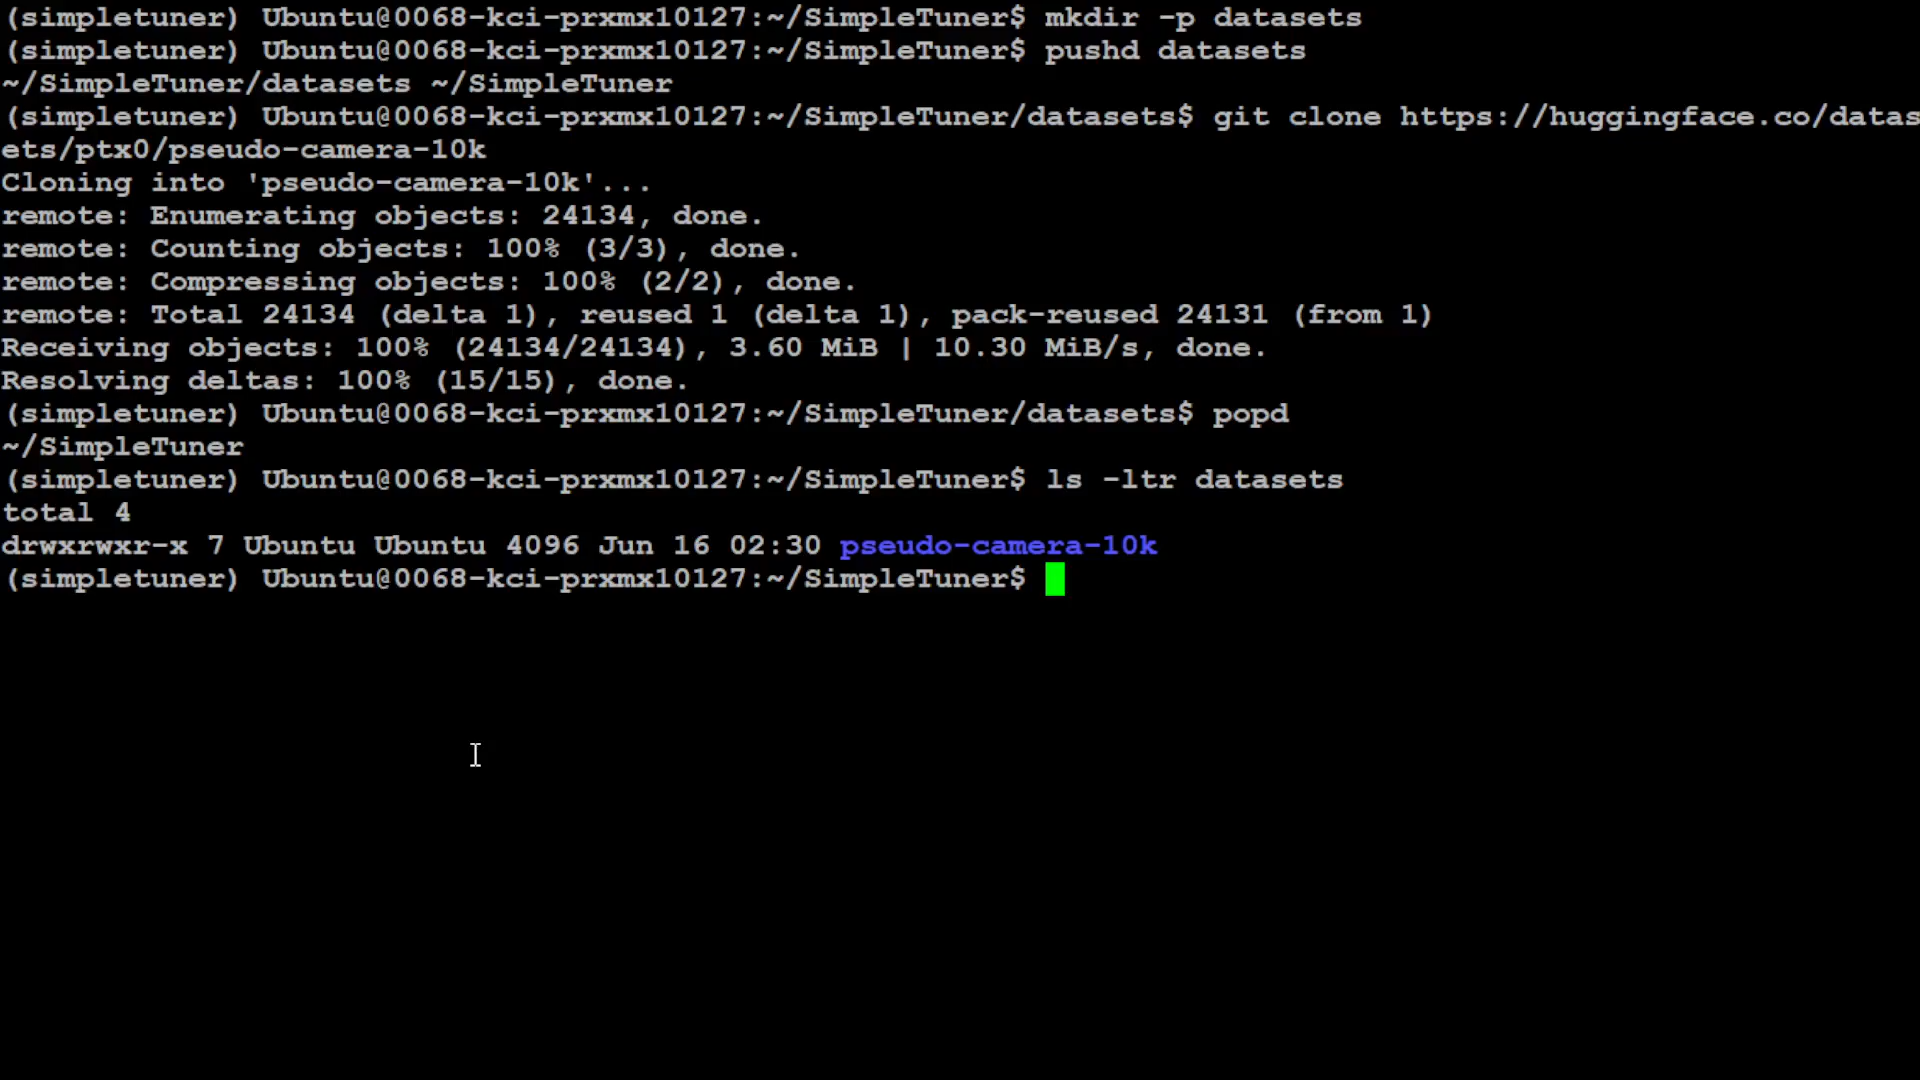 (simpletuner) Ubuntu@0068-kci-prxmx10127:~/SimpleTuner$ mkdir -p datasets
(simpletuner) Ubuntu@0068-kci-prxmx10127:~/SimpleTuner$ pushd datasets
~/SimpleTuner/datasets ~/SimpleTuner
(simpletuner) Ubuntu@0068-kci-prxmx10127:~/SimpleTuner/datasets$ git clone https://huggingface.co/datas
ets/ptx0/pseudo-camera-10k
Cloning into 'pseudo-camera-10k'...
remote: Enumerating objects: 24134, done.
remote: Counting objects: 100% (3/3), done.
remote: Compressing objects: 100% (2/2), done.
remote: Total 24134 (delta 1), reused 1 (delta 1), pack-reused 24131 (from 1)
Receiving objects: 100% (24134/24134), 3.60 MiB | 10.30 MiB/s, done.
Resolving deltas: 100% (15/15), done.
(simpletuner) Ubuntu@0068-kci-prxmx10127:~/SimpleTuner/datasets$ popd
~/SimpleTuner
(simpletuner) Ubuntu@0068-kci-prxmx10127:~/SimpleTuner$ ls -ltr datasets
total 4
drwxrwxr-x 7 Ubuntu Ubuntu 4096 Jun 16 02:30 pseudo-camera-10k
(simpletuner) Ubuntu@0068-kci-prxmx10127:~/SimpleTuner$